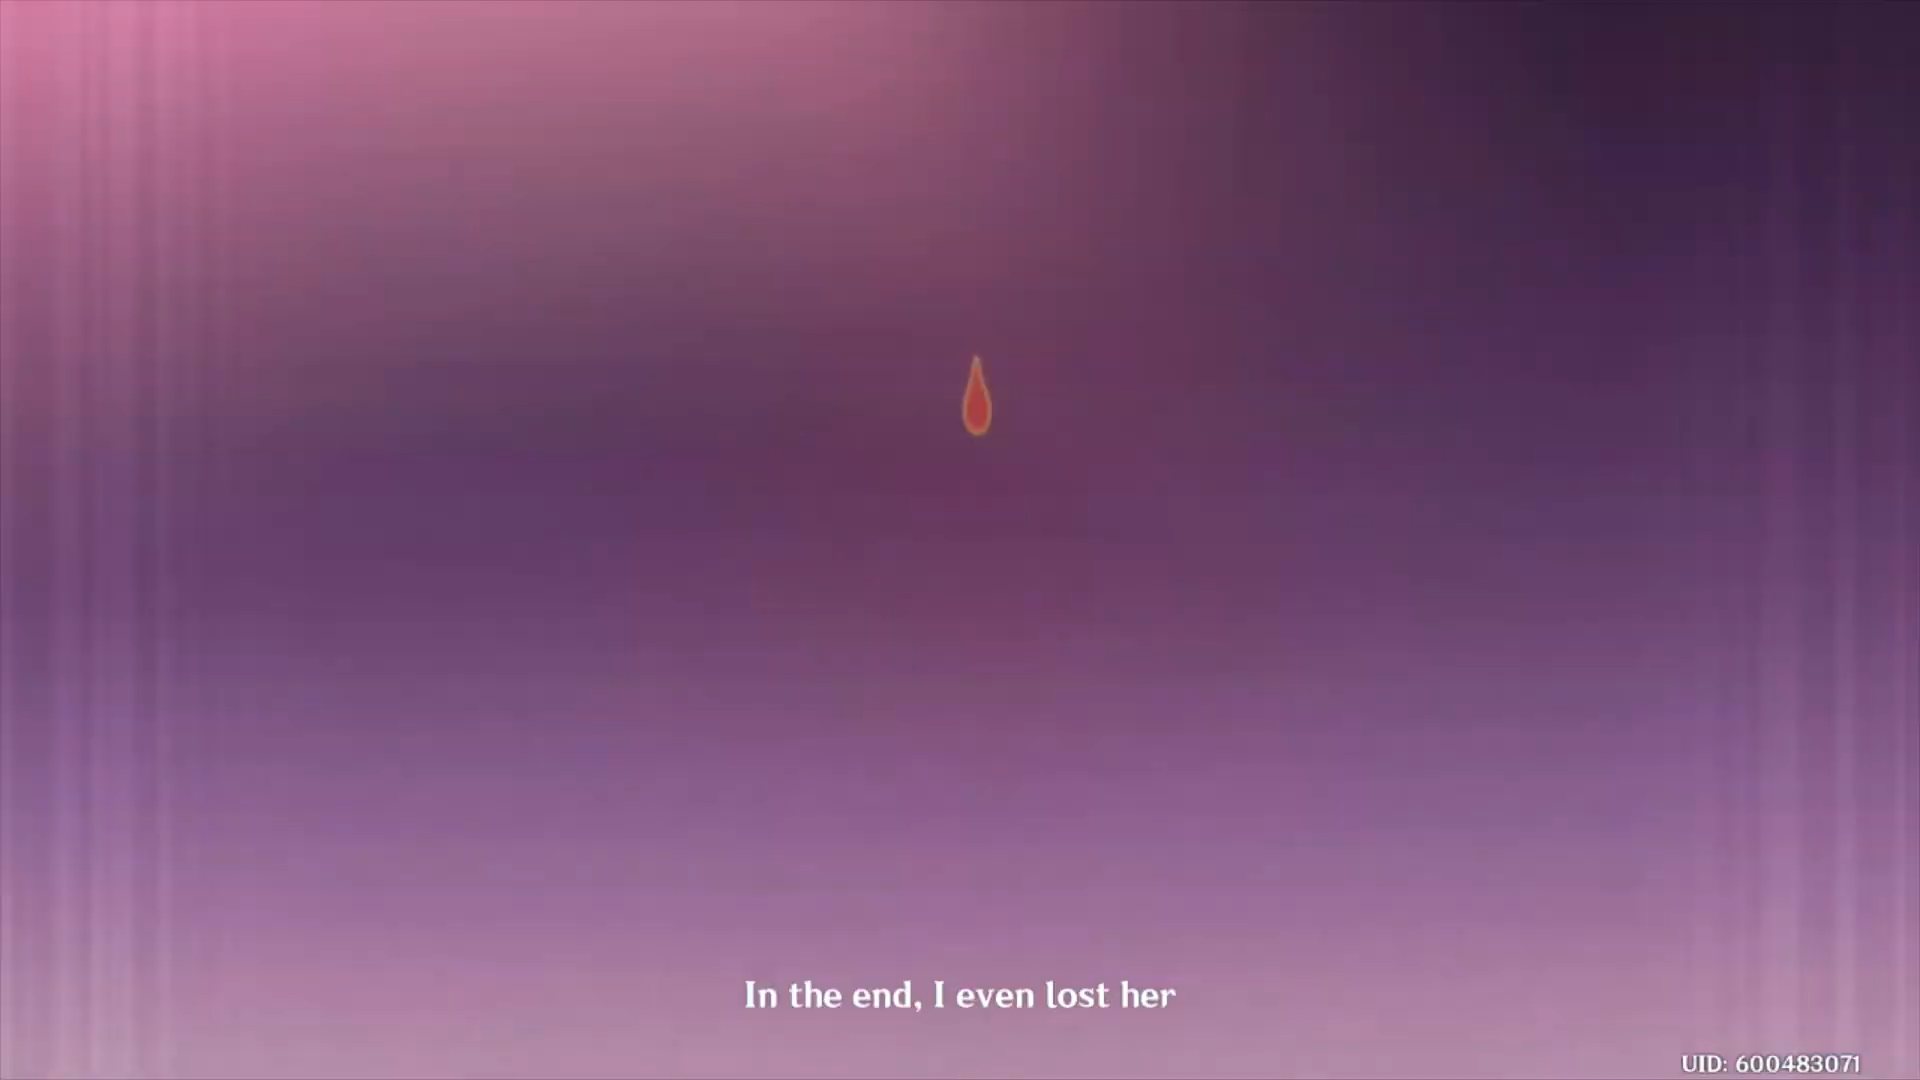 In the end, I even lost her
UID: 600483071